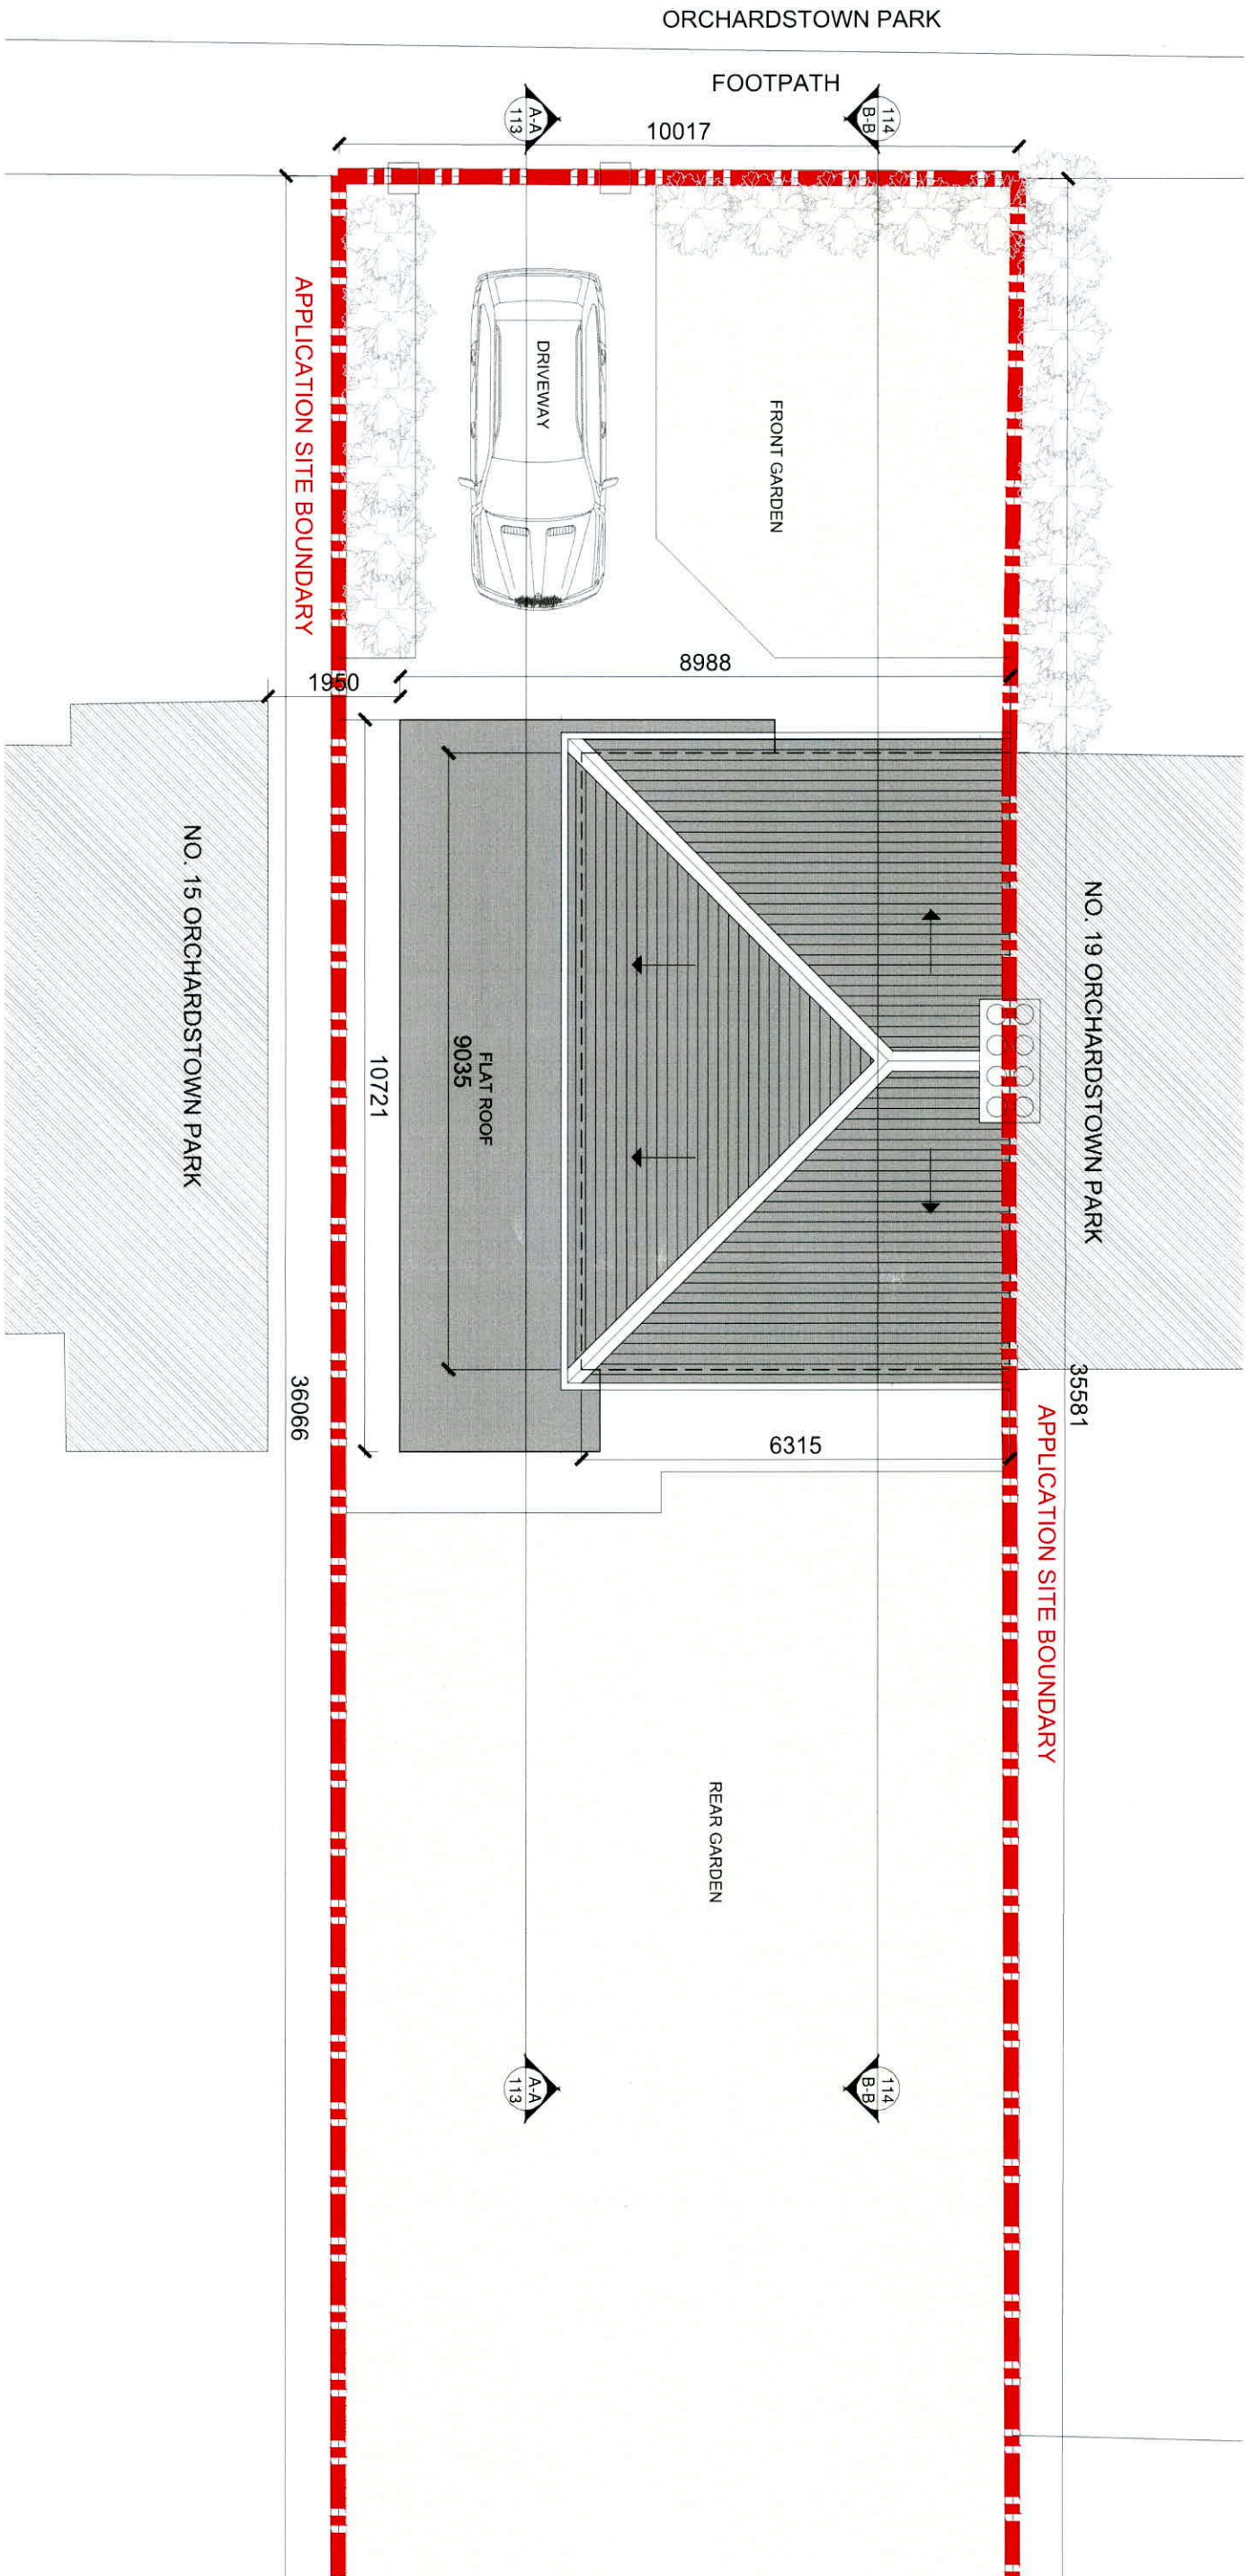 ORCHARDSTOWN PARK
FOOTPATH
A-A
113
114
B-B
10017
APPLICATION SITE BOUNDARY
DRIVEWAY
FRONT GARDEN
8988
1950
NO. 15 ORCHARDSTOWN PARK
NO. 19 ORCHARDSTOWN PARK
10721
FLAT ROOF
9035
36066
35581
6315
APPLICATION SITE BOUNDARY
REAR GARDEN
A-A
113
114
B-B